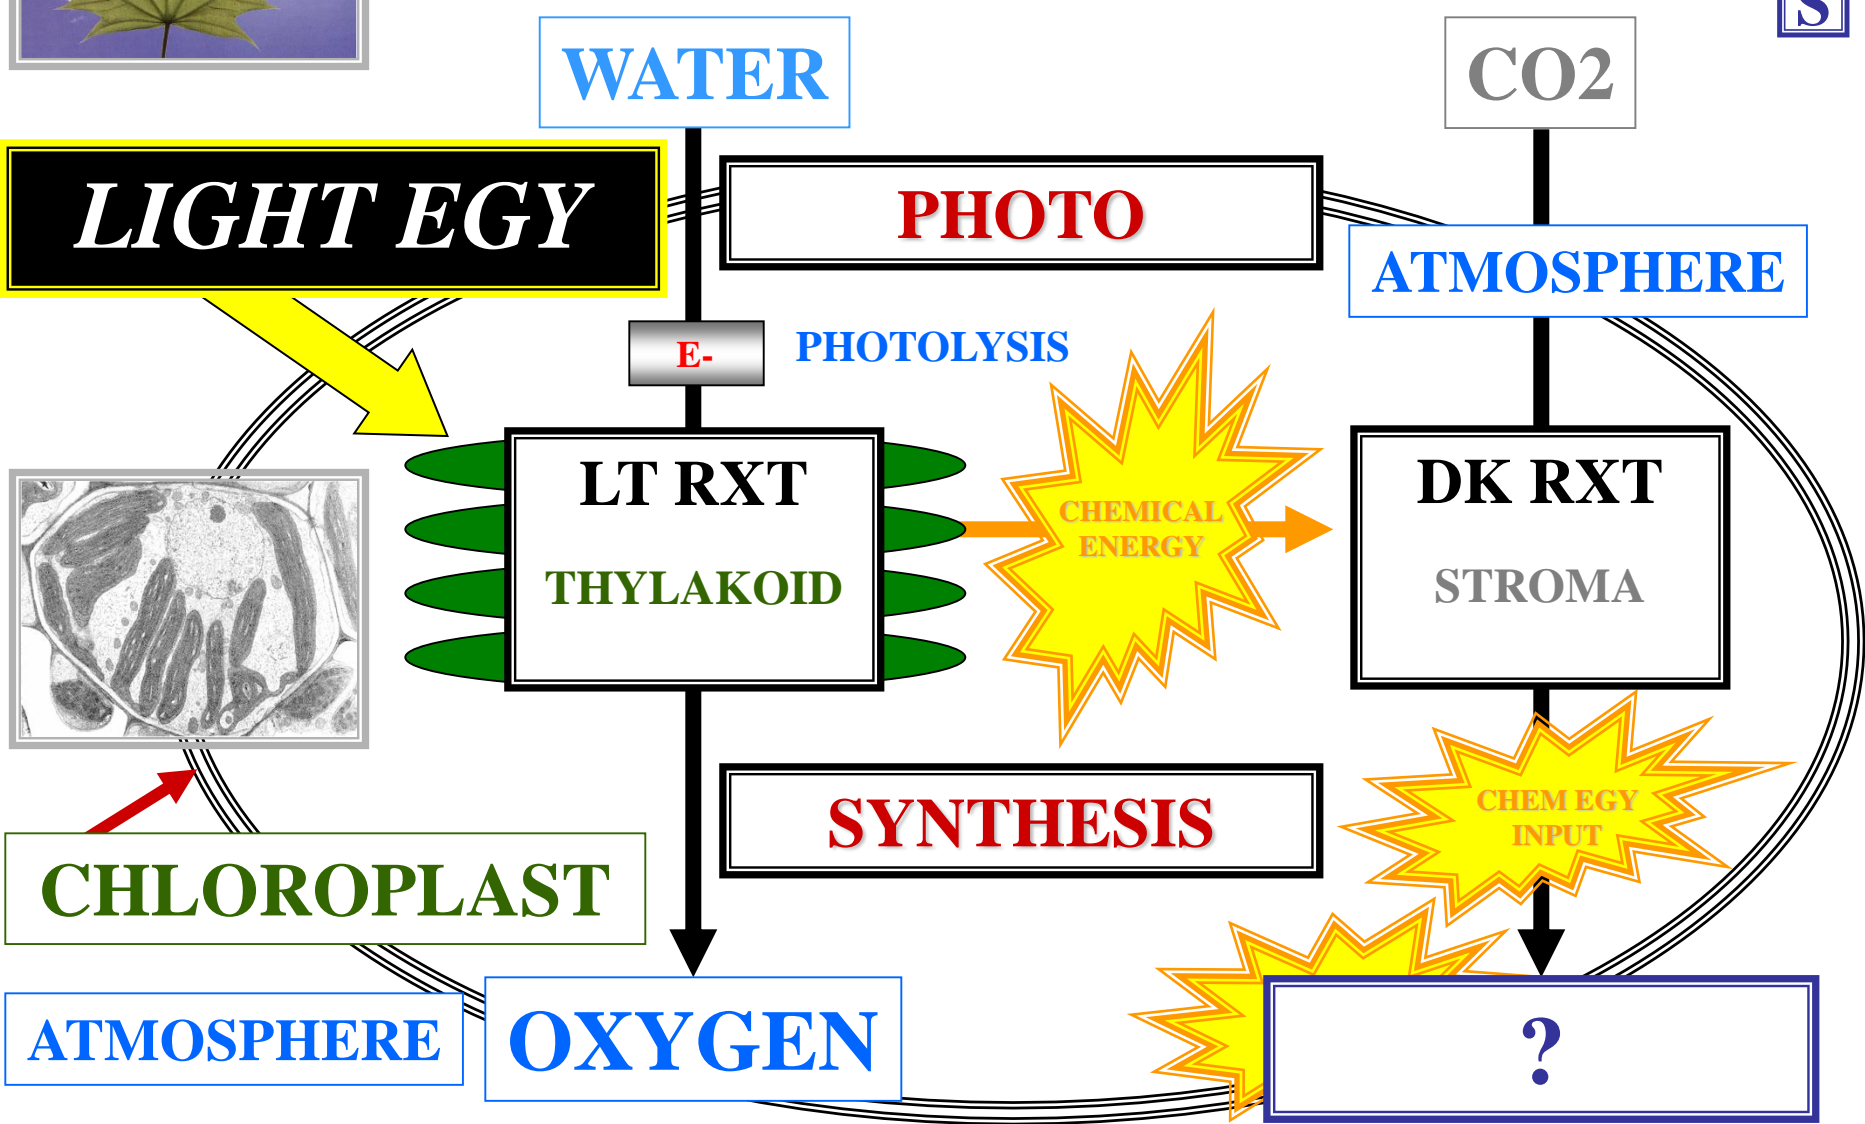 S
WATER
CO2
LIGHT EGY
PHOTO
ATMOSPHERE
E-
PHOTOLYSIS
LT RXT
THYLAKOID
CHEMICAL
ENERGY
DK RXT
STROMA
SYNTHESIS
CHEM EGY
INPUT
CHLOROPLAST
ATMOSPHERE
OXYGEN
?